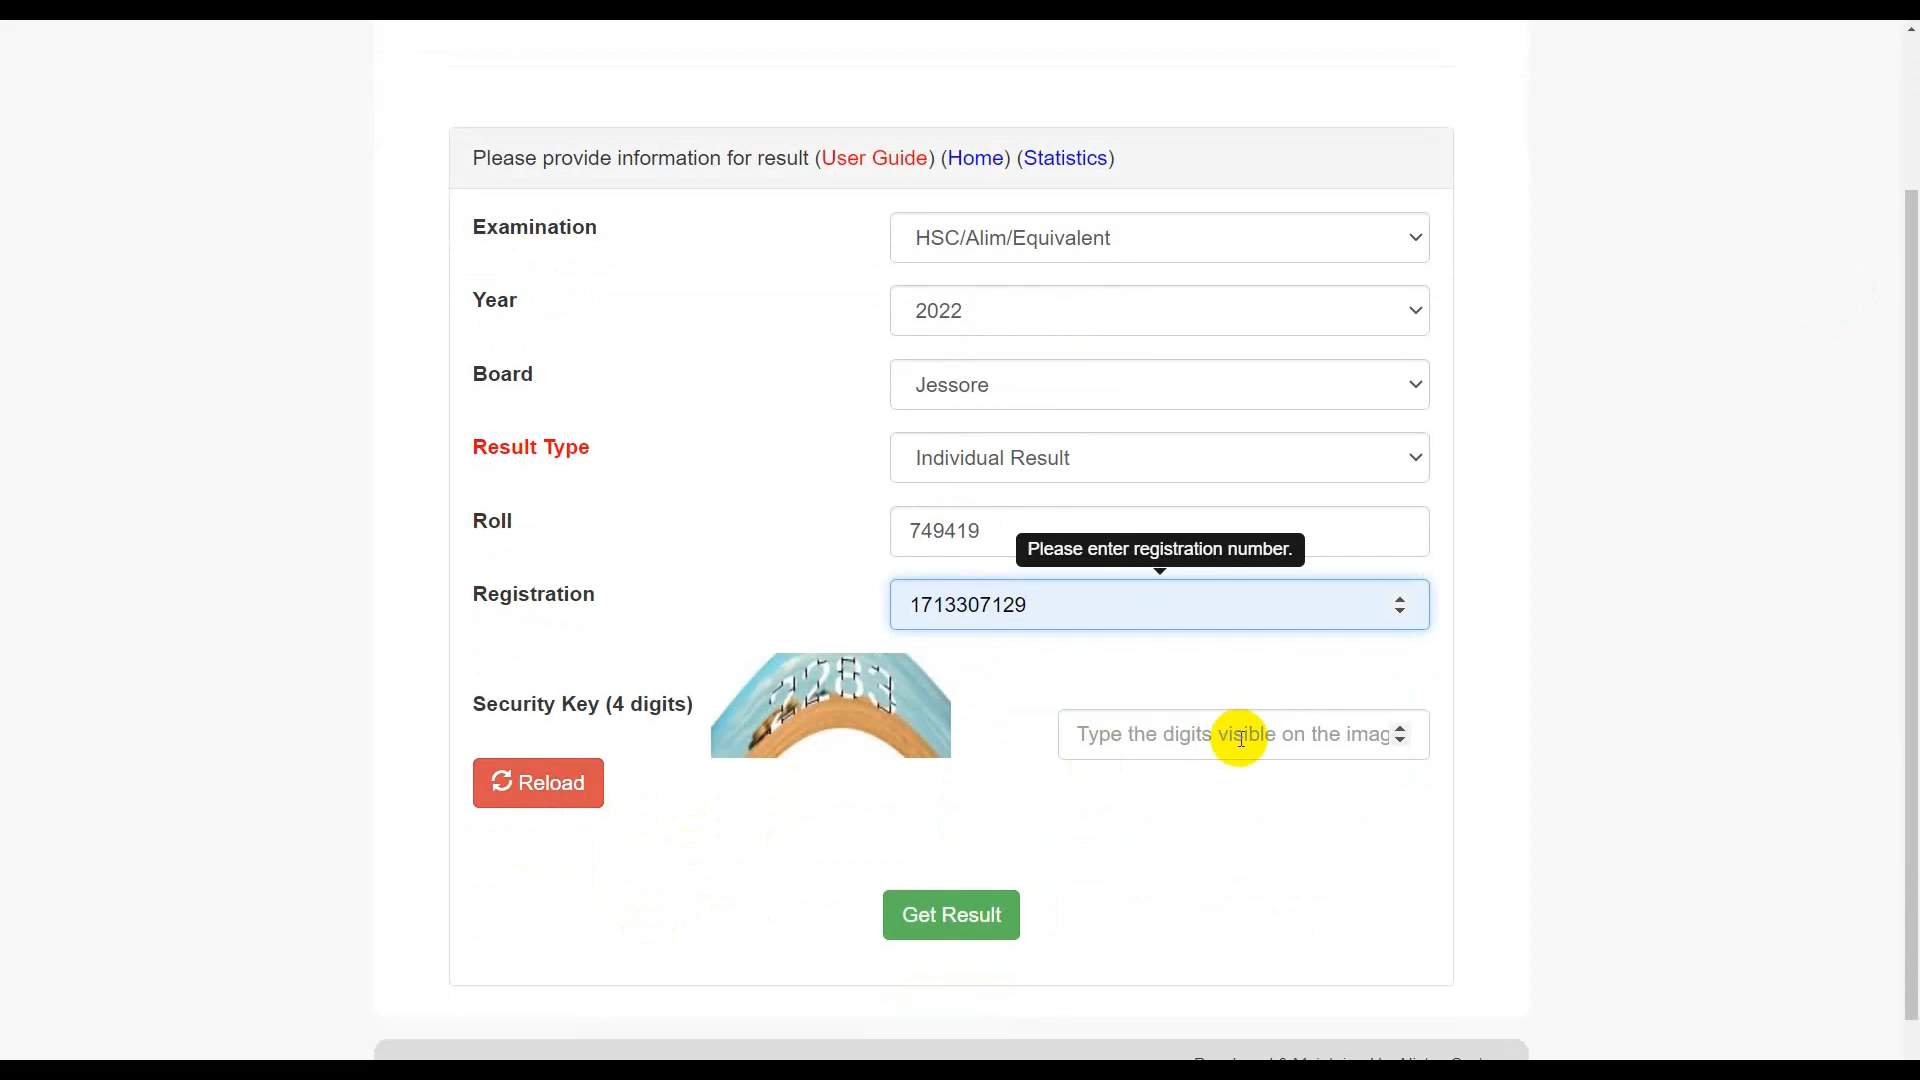 Please provide information for result (User Guide) (Home) (Statistics)
Examination
HSC/Alim/Equivalent
Year
2022
Board
Jessore
Result Type
Individual Result
Roll
749419
Please enter registration number.
Registration
1713307129
Security Key (4 digits)
2283
Type the digits visible on the imag
Reload
Get Result